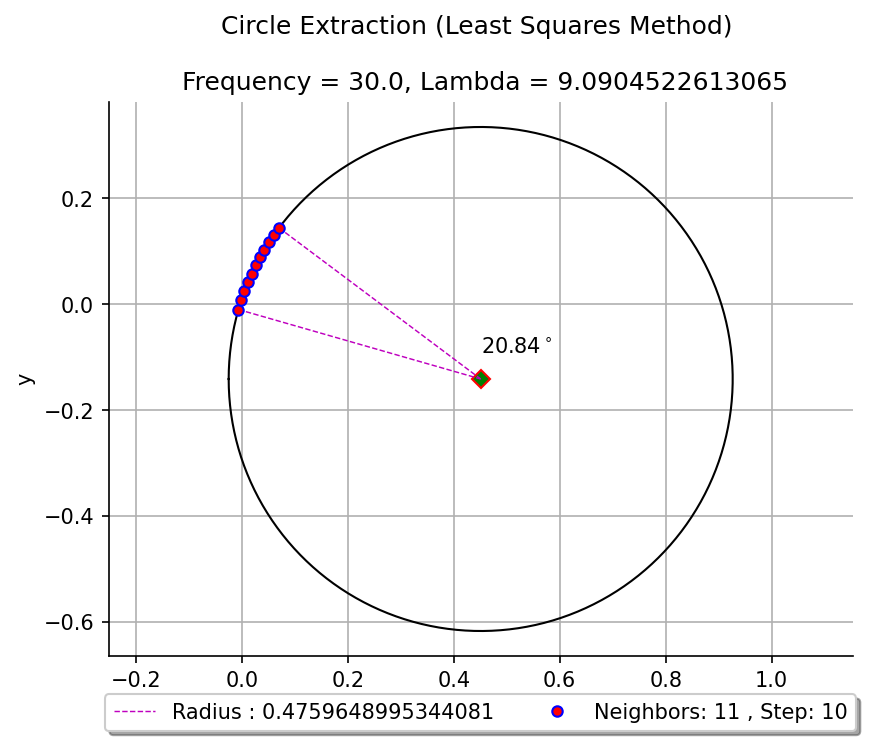 Circle Extraction (Least Squares Method)
Frequency = 30.0, Lambda = 9.0904522613065
0.2
0.0
−0.2
−0.4
−0.6
y
20.84°
−0.2 0.0 0.2 0.4 0.6 0.8 1.0
Radius : 0.4759648995344081 Neighbors: 11 , Step: 10